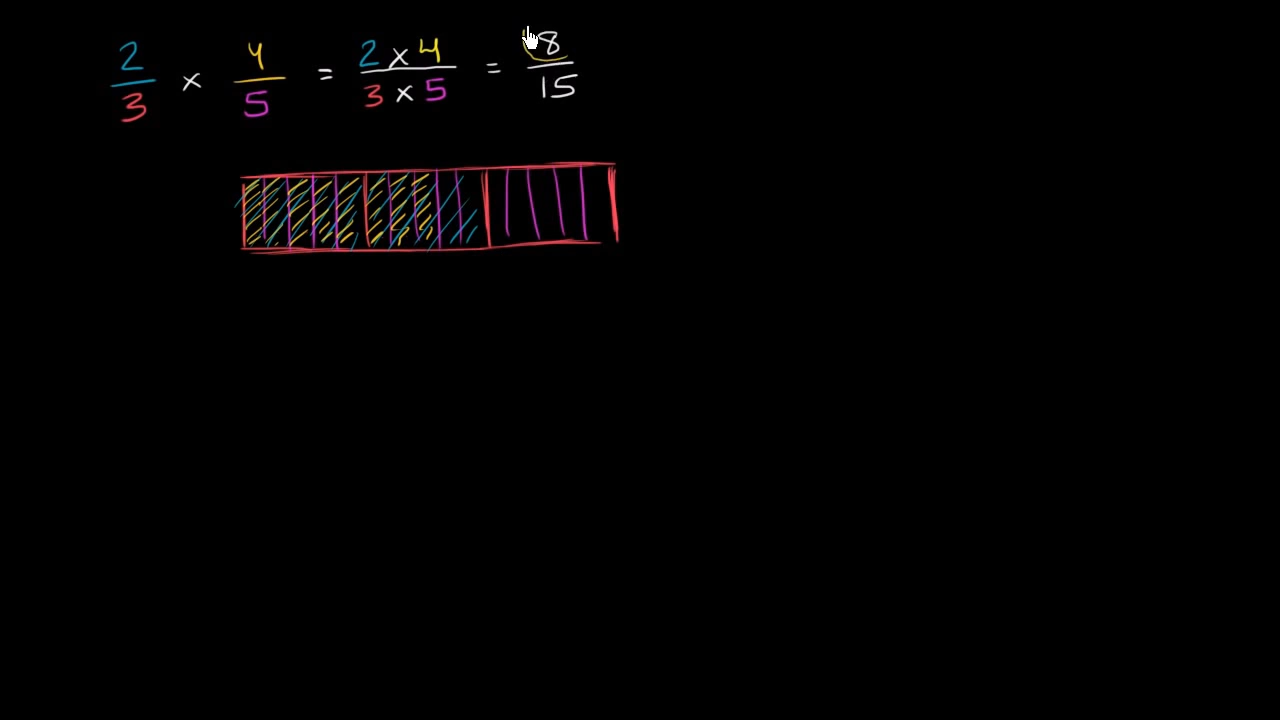 2/3 x 4/5 = 2 x 4 / 3 x 5 = 8/15